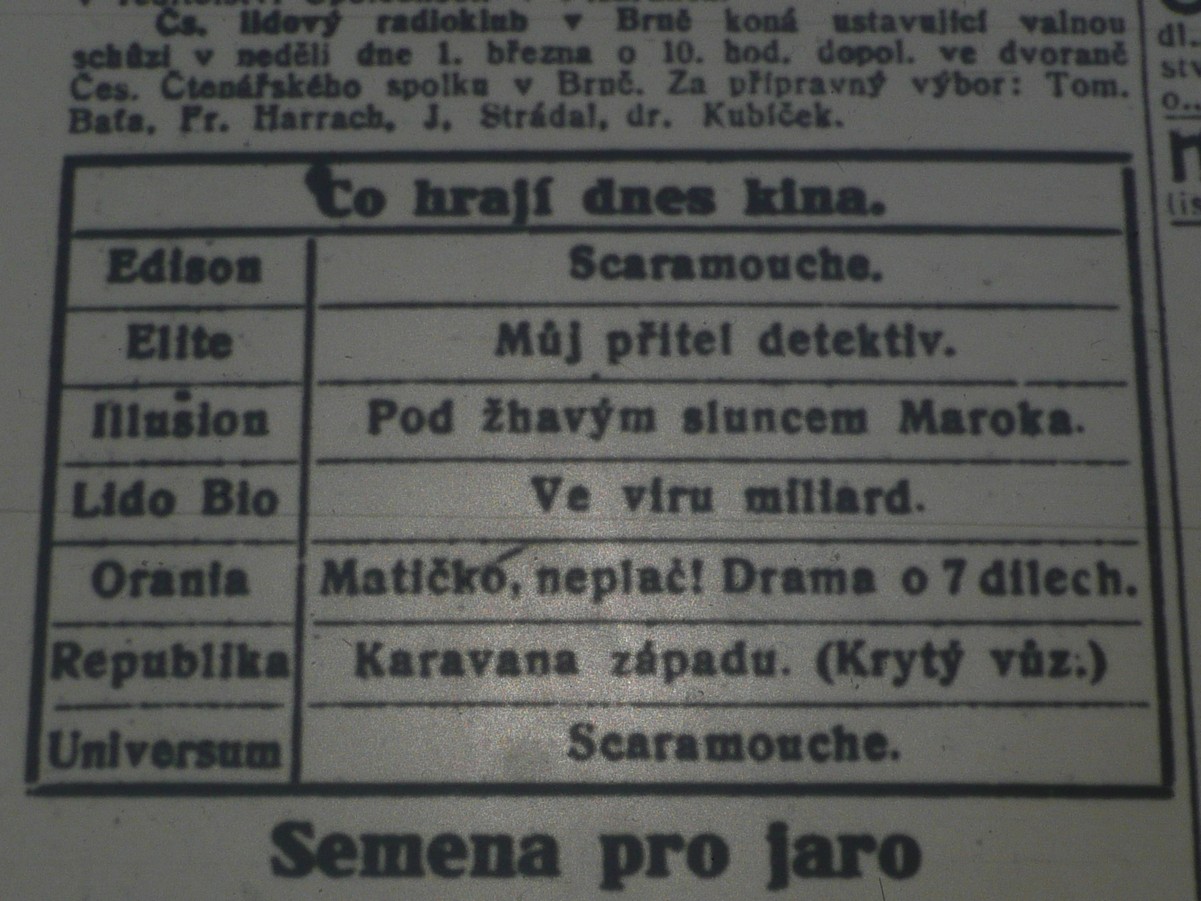 Čs. lidový radioklub v Brně koná ustavující valnou
schůzi v neděli dne 1. března o 10. hod. dopol. ve dvoraně
Čes. Čtenářského spolku v Brně. Za přípravný výbor: Tom.
Baťa, Fr. Harrach, J. Strádal, dr. Kubíček.
Co hrají dnes kina.
Edison Scaramouche.
Elite Můj přítel detektiv.
Illusion Pod žhavým sluncem Maroka.
Lido Bio Ve víru miliard.
Orania Matičko, neplač! Drama o 7 dílech.
Republika Karavana západu. (Krytý vůz.)
Universum Scaramouche.
Semena pro jaro